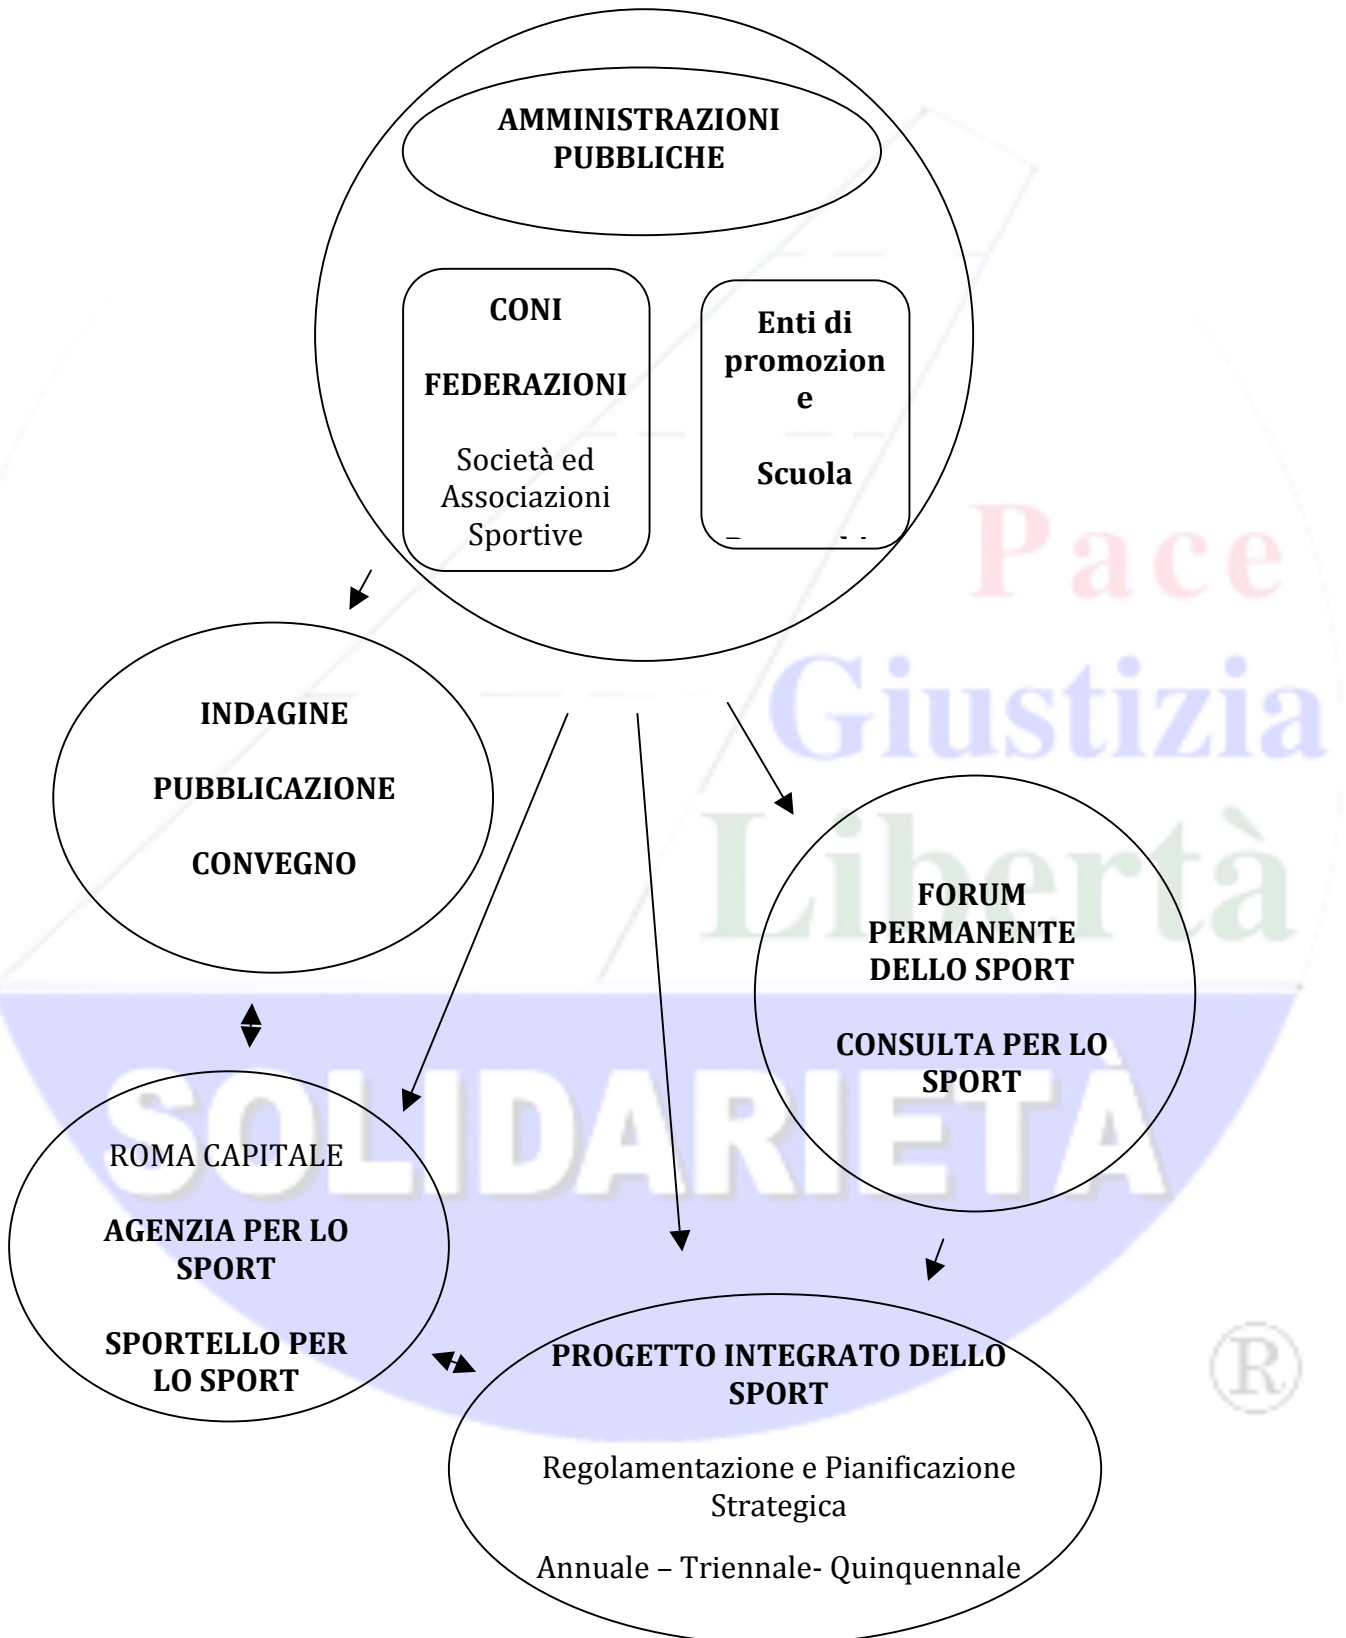 AMMINISTRAZIONI
PUBBLICHE
CONI
FEDERAZIONI
Società ed
Associazioni
Sportive
Enti di
promozion
e
Scuola
INDAGINE
PUBBLICAZIONE
CONVEGNO
FORUM
PERMANENTE
DELLO SPORT
CONSULTA PER LO
SPORT
ROMA CAPITALE
AGENZIA PER LO
SPORT
SPORTELLO PER
LO SPORT
PROGETTO INTEGRATO DELLO
SPORT
Regolamentazione e Pianificazione
Strategica
Annuale – Triennale- Quinquennale
Pace
Giustizia
Libertà
SOLIDARIETÀ
®